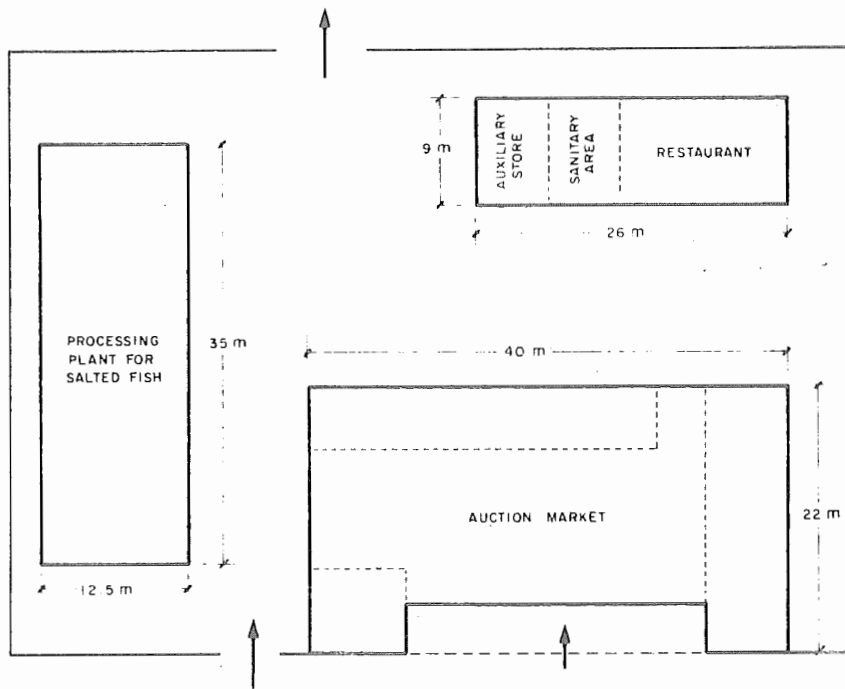 9 m
AUXILIARY
STORE
SANITARY
AREA
RESTAURANT
26 m
PROCESSING
PLANT FOR
SALTED FISH
35 m
40 m
AUCTION MARKET
22 m
12.5 m